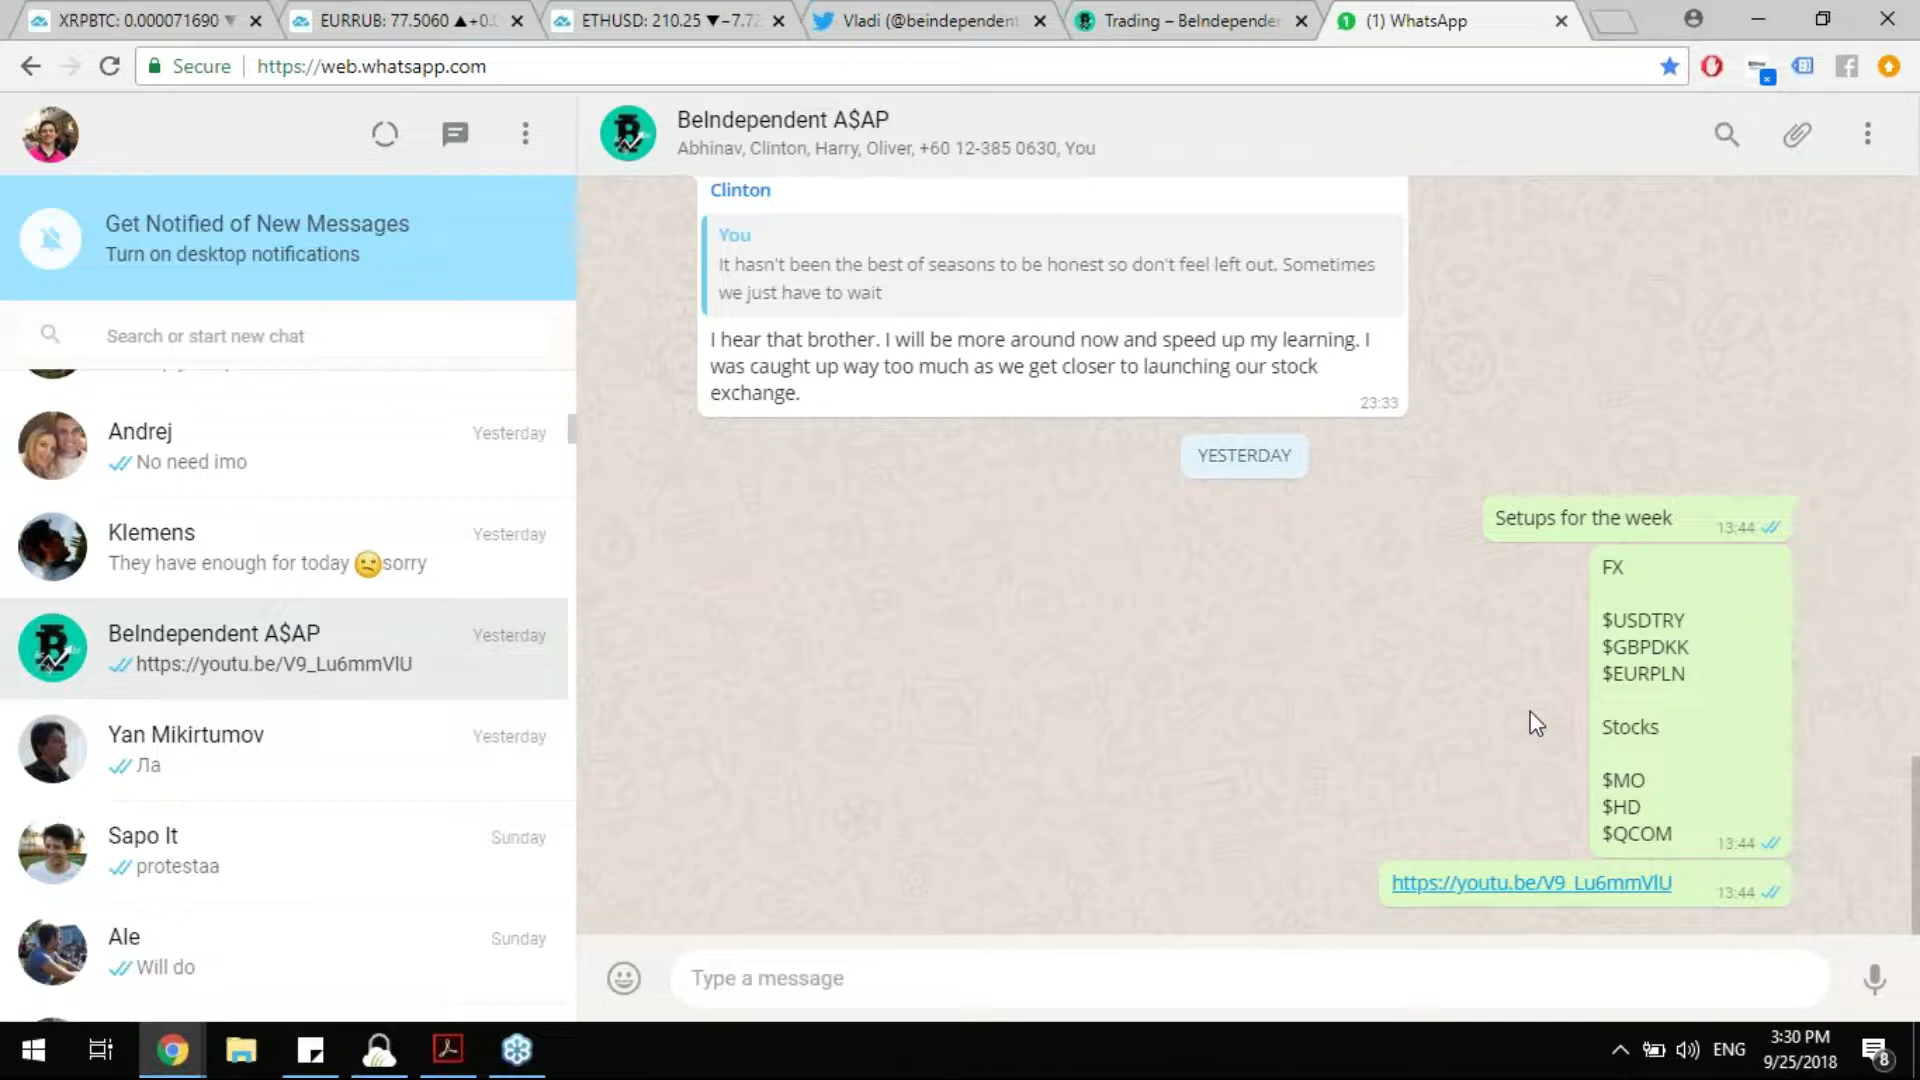 XRPBTC: 0.000071690 ▼
EURRUB: 77.5060 ▲+0.
ETHUSD: 210.25 ▼−7.72
Vladi (@beindependent
Trading – BeIndepende
(1) WhatsApp
Secure
https://web.whatsapp.com
Get Notified of New Messages
Turn on desktop notifications
Search or start new chat
Andrej
Yesterday
No need imo
Klemens
Yesterday
They have enough for today 😕sorry
BeIndependent A$AP
Yesterday
https://youtu.be/V9_Lu6mmVlU
Yan Mikirtumov
Yesterday
Ла
Sapo It
Sunday
protestaa
Ale
Sunday
Will do
BeIndependent A$AP
Abhinav, Clinton, Harry, Oliver, +60 12-385 0630, You
Clinton
You
It hasn't been the best of seasons to be honest so don't feel left out. Sometimes
we just have to wait
I hear that brother. I will be more around now and speed up my learning. I
was caught up way too much as we get closer to launching our stock
exchange.
23:33
YESTERDAY
Setups for the week
13:44
FX
$USDTRY
$GBPDKK
$EURPLN
Stocks
$MO
$HD
$QCOM
13:44
https://youtu.be/V9_Lu6mmVlU
13:44
Type a message
ENG
3:30 PM
9/25/2018
8